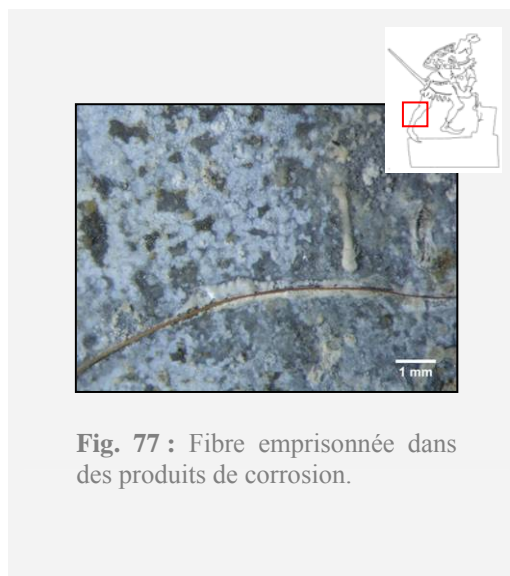 1 mm
Fig. 77 : Fibre emprisonnée dans
des produits de corrosion.